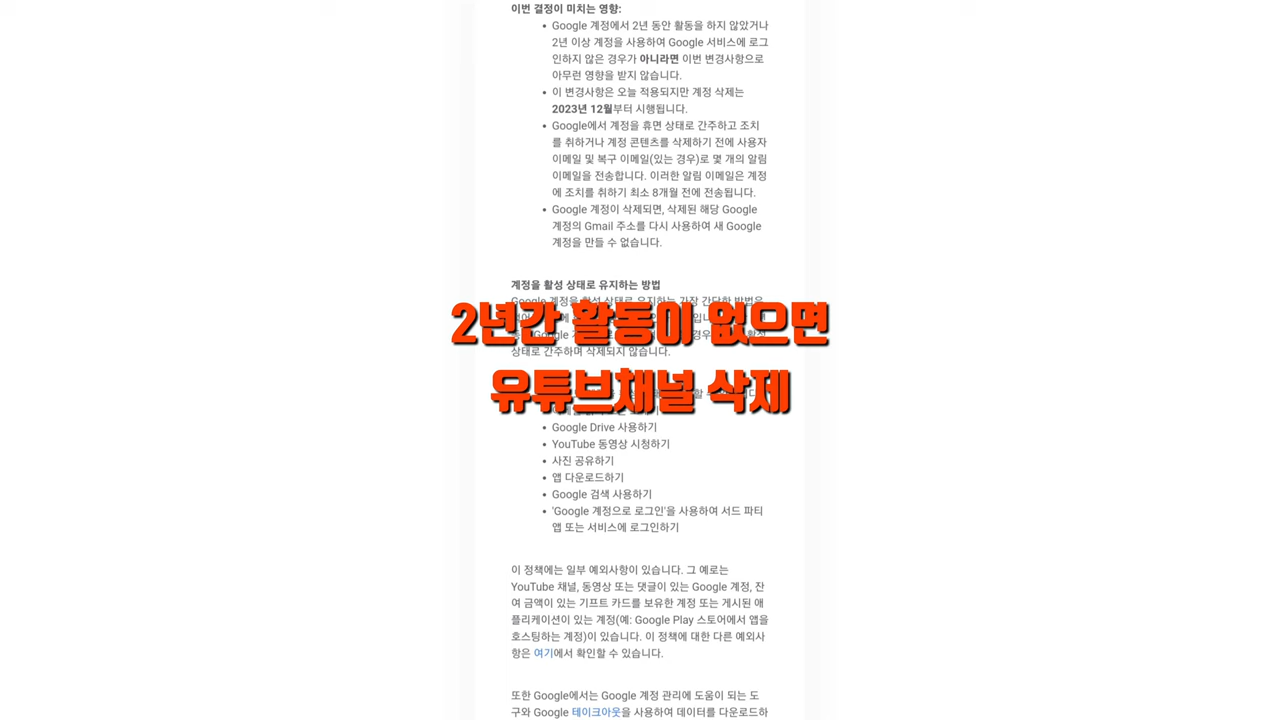 이번 결정이 미치는 영향:
• Google 계정에서 2년 동안 활동을 하지 않았거나
2년 이상 계정을 사용하여 Google 서비스에 로그
인하지 않은 경우가 아니라면 이번 변경사항으로
아무런 영향을 받지 않습니다.
• 이 변경사항은 오늘 적용되지만 계정 삭제는
2023년 12월부터 시행됩니다.
• Google에서 계정을 휴면 상태로 간주하고 조치
를 취하거나 계정 콘텐츠를 삭제하기 전에 사용자
이메일 및 복구 이메일(있는 경우)로 몇 개의 알림
이메일을 전송합니다. 이러한 알림 이메일은 계정
에 조치를 취하기 최소 8개월 전에 전송됩니다.
• Google 계정이 삭제되면, 삭제된 해당 Google
계정의 Gmail 주소를 다시 사용하여 새 Google
계정을 만들 수 없습니다.
계정을 활성 상태로 유지하는 방법
Google 계정을 활성 상태로 유지하는 가장 간단한 방법은
2년간 활동이 없으면
상태로 간주하며 삭제되지 않습니다.
유튜브채널 삭제
• Google Drive 사용하기
• YouTube 동영상 시청하기
• 사진 공유하기
• 앱 다운로드하기
• Google 검색 사용하기
• 'Google 계정으로 로그인'을 사용하여 서드 파티
앱 또는 서비스에 로그인하기
이 정책에는 일부 예외사항이 있습니다. 그 예로는
YouTube 채널, 동영상 또는 댓글이 있는 Google 계정, 잔
여 금액이 있는 기프트 카드를 보유한 계정 또는 게시된 애
플리케이션이 있는 계정(예: Google Play 스토어에서 앱을
호스팅하는 계정)이 있습니다. 이 정책에 대한 다른 예외사
항은 여기에서 확인할 수 있습니다.
또한 Google에서는 Google 계정 관리에 도움이 되는 도
구와 Google 테이크아웃을 사용하여 데이터를 다운로드하